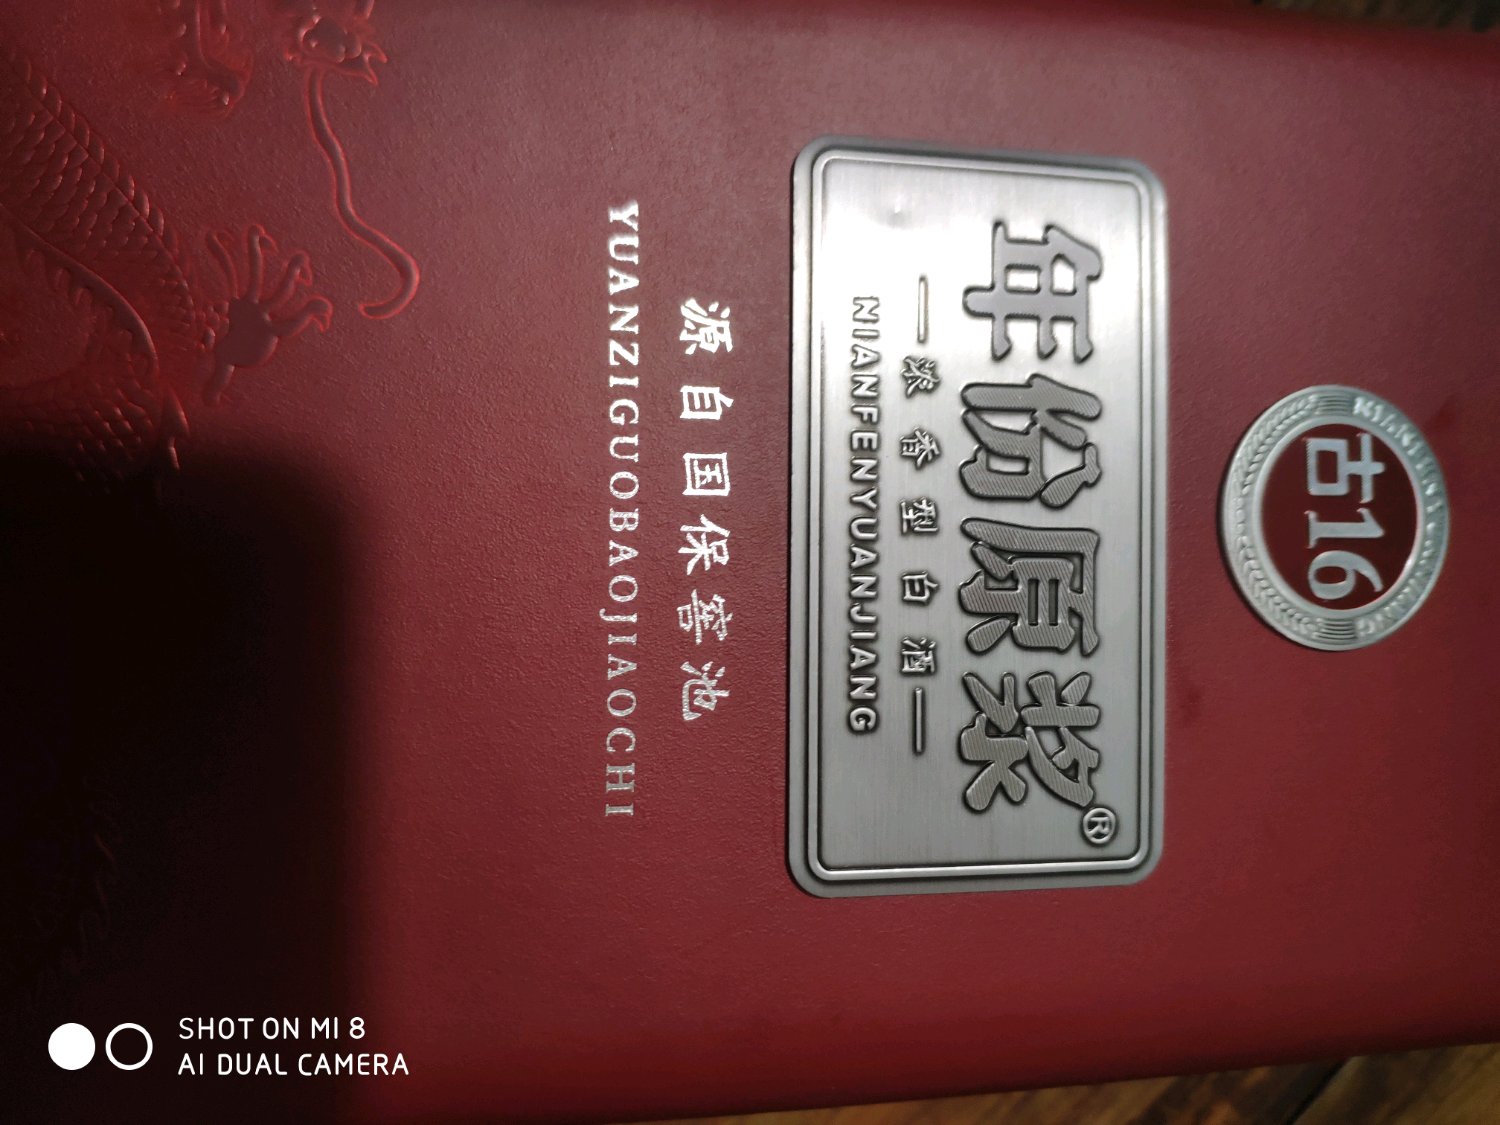 古16
年份原浆®
浓香型白酒
NIANFENYUANJIANG
源自国保窖池
YUANZIGUOBAOJIAOCHI
SHOT ON MI 8
AI DUAL CAMERA